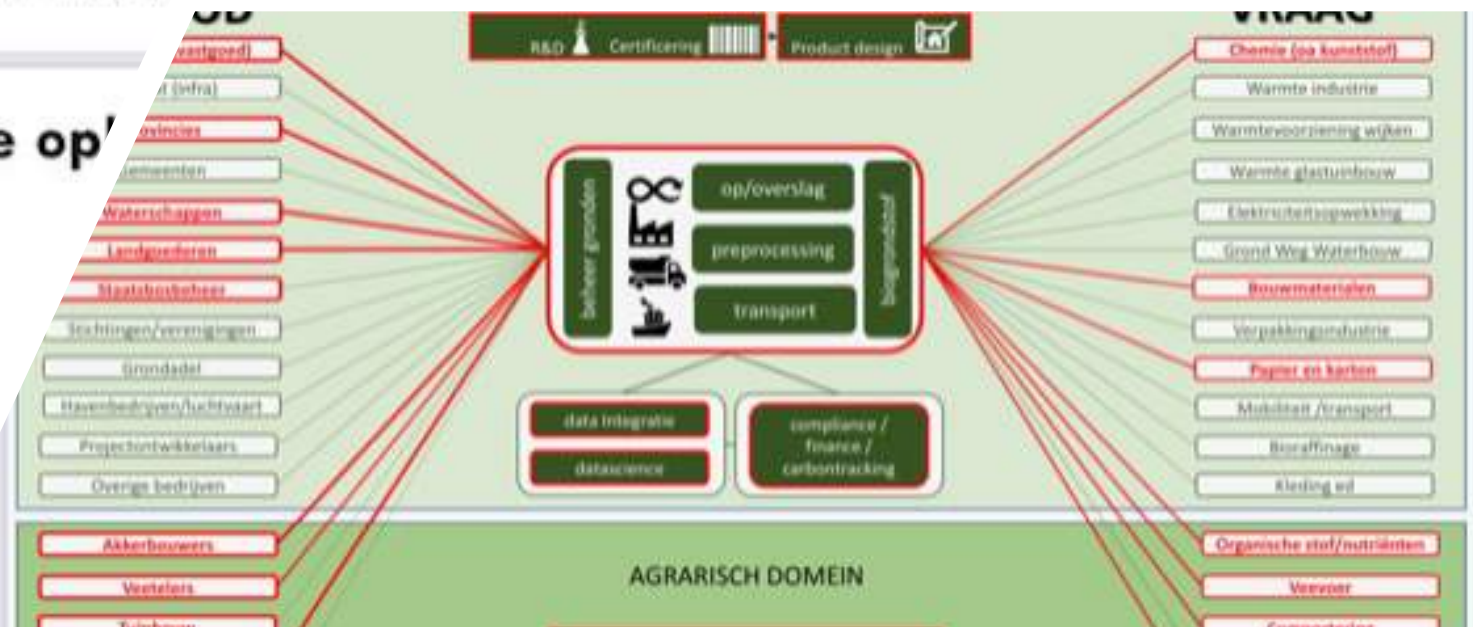 e op
VRAAG
R&D Certificering Product design
vastgoed)
(infra)
ovincies
emeenten
Waterschappen
Landgoederen
Staatsbosbeheer
Stichtingen/verenigingen
Grondadel
Havenbedrijven/luchtvaart
Projectontwikkelaars
Overige bedrijven
beheer gronden
op/overslag
preprocessing
transport
biogrondstof
data integratie
datascience
compliance /
finance /
carbontracking
Chemie (oa kunststof)
Warmte industrie
Warmtevoorziening wijken
Warmte glastuinbouw
Elektriciteitsopwekking
Grond Weg Waterbouw
Bouwmaterialen
Verpakkingsindustrie
Papier en karton
Mobiliteit /transport
Bioraffinage
Kleding ed
Akkerbouwers
Veetelers
Tuinbouw
AGRARISCH DOMEIN
Organische stof/nutriënten
Veevoer
Compostering